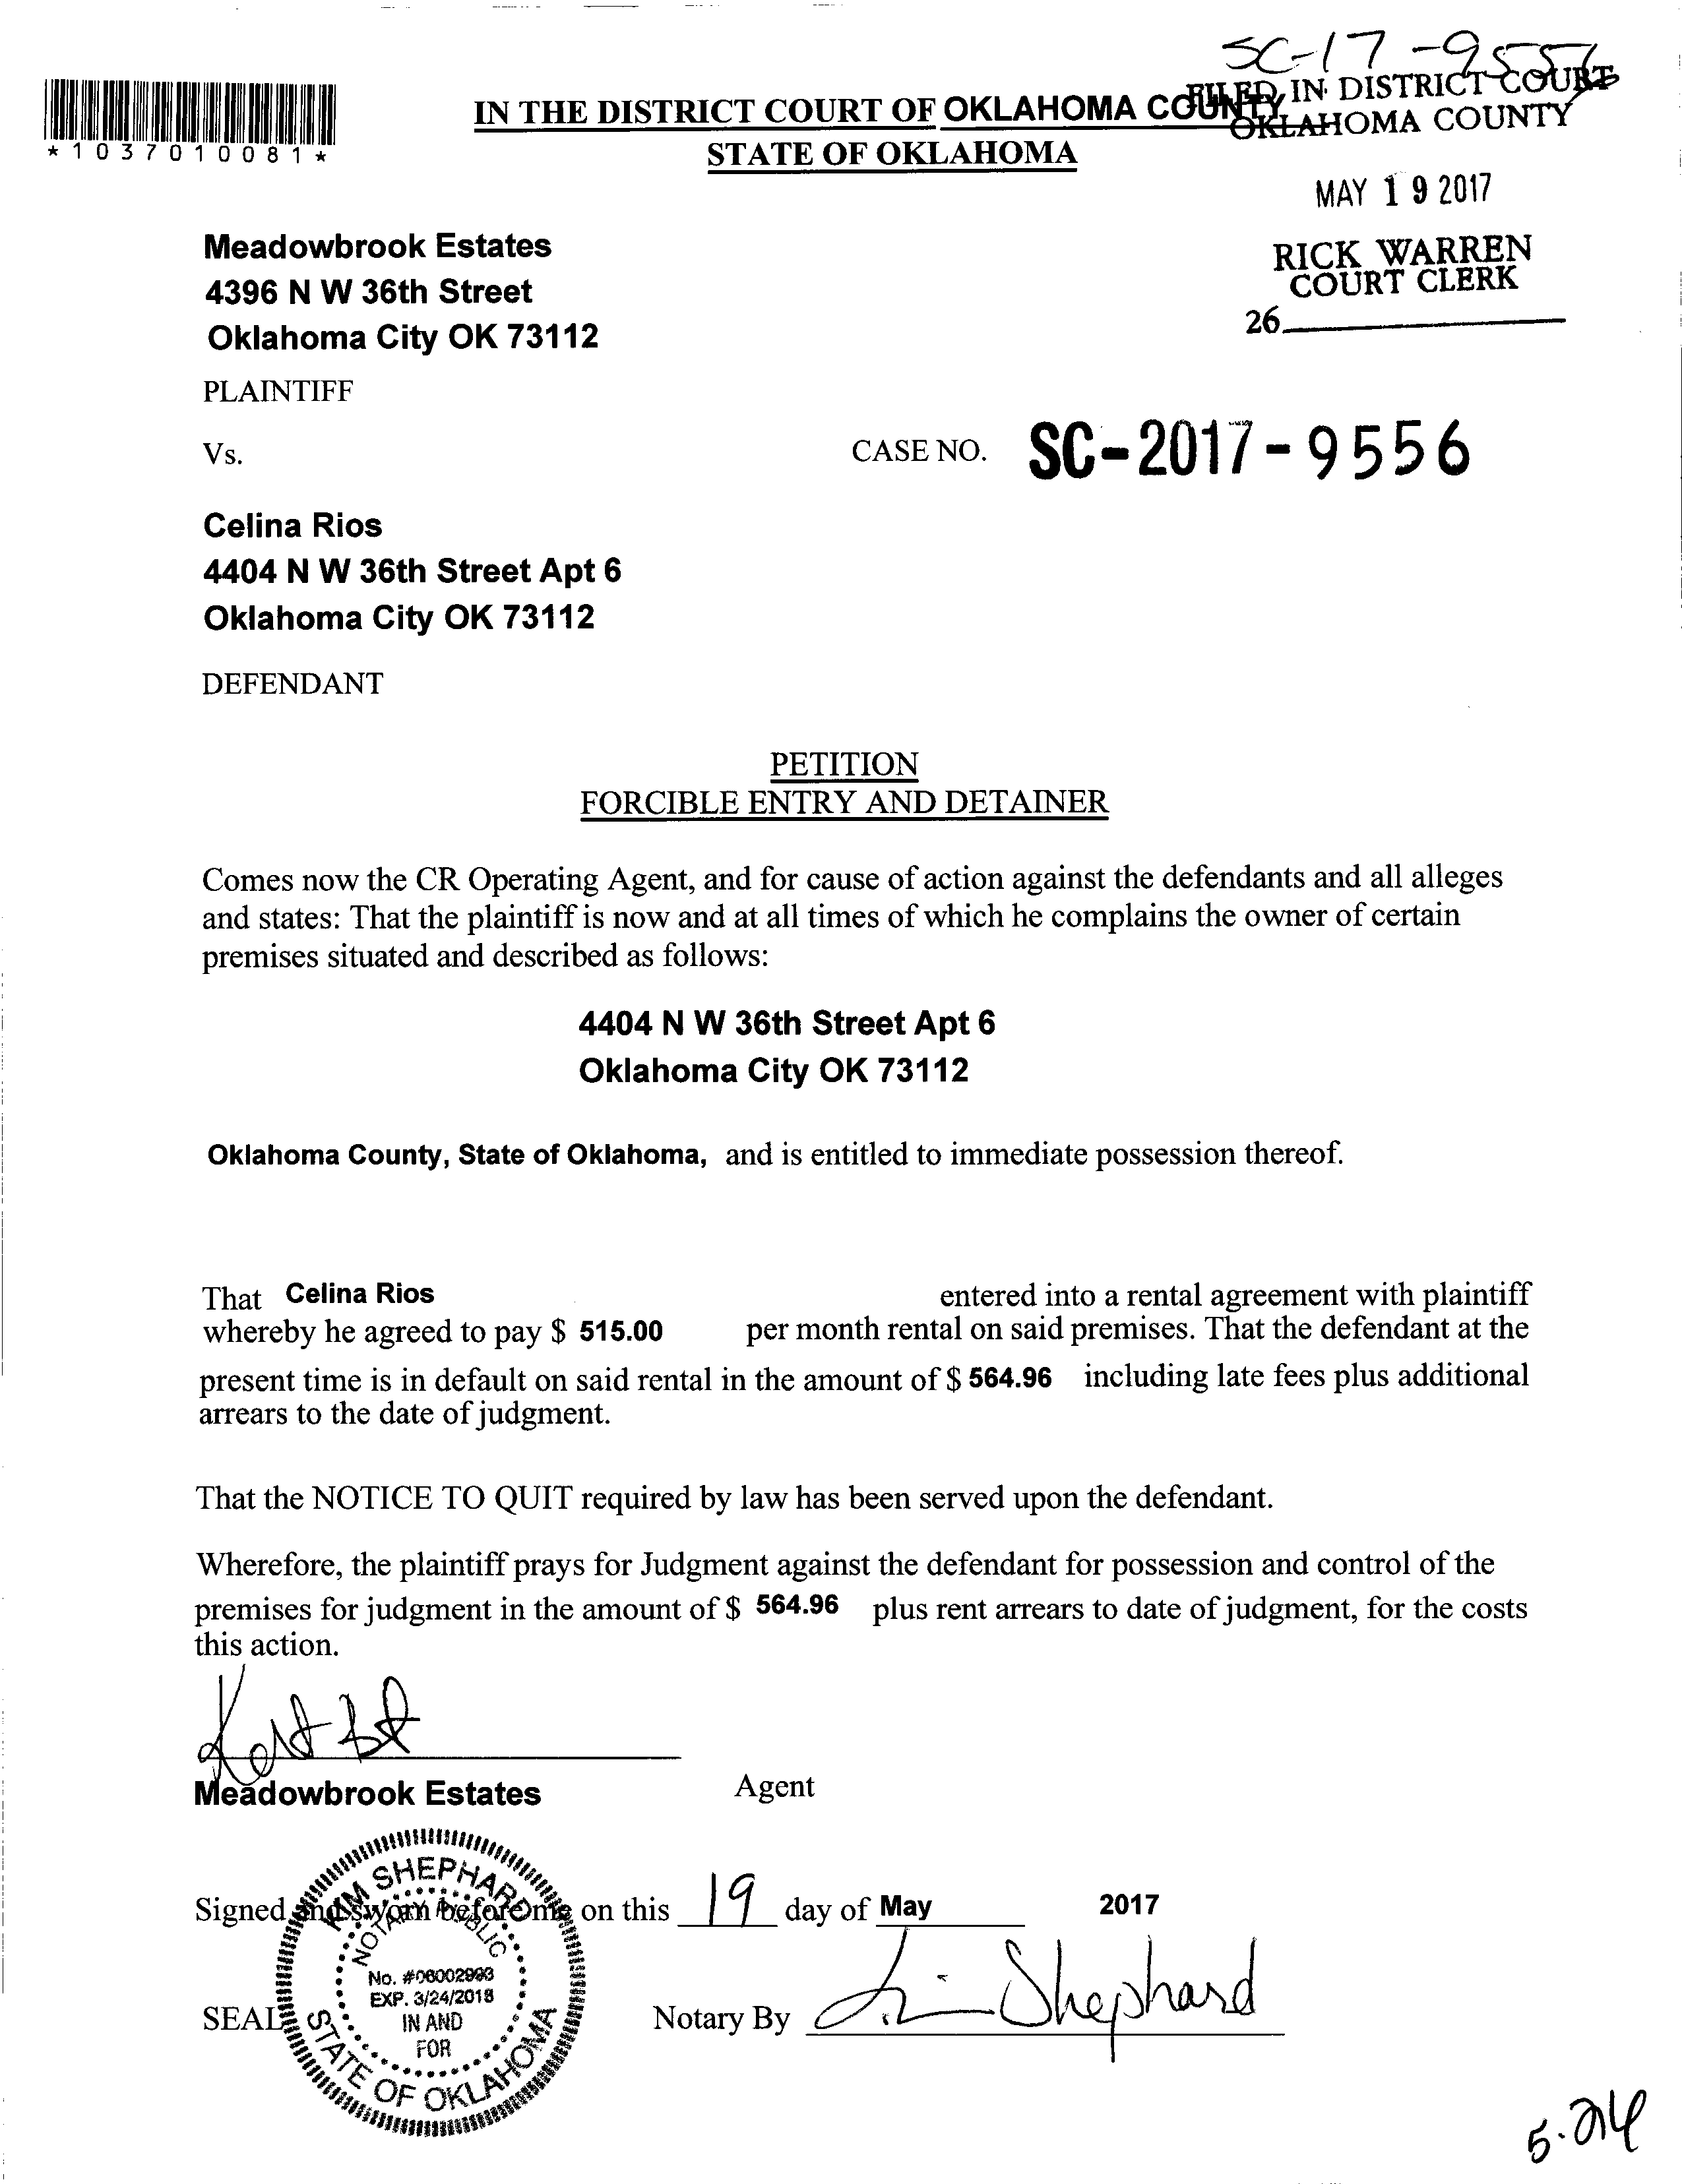 SC-17-9556
*1037010081*
IN THE DISTRICT COURT OF OKLAHOMA COUNTY
STATE OF OKLAHOMA
FILED IN DISTRICT COURT
OKLAHOMA COUNTY
MAY 19 2017
RICK WARREN
COURT CLERK
26
Meadowbrook Estates
4396 N W 36th Street
Oklahoma City OK 73112
PLAINTIFF
Vs.
CASE NO. SC-2017-9556
Celina Rios
4404 N W 36th Street Apt 6
Oklahoma City OK 73112
DEFENDANT
PETITION
FORCIBLE ENTRY AND DETAINER
Comes now the CR Operating Agent, and for cause of action against the defendants and all alleges
and states: That the plaintiff is now and at all times of which he complains the owner of certain
premises situated and described as follows:
4404 N W 36th Street Apt 6
Oklahoma City OK 73112
Oklahoma County, State of Oklahoma, and is entitled to immediate possession thereof.
That Celina Rios entered into a rental agreement with plaintiff
whereby he agreed to pay $ 515.00 per month rental on said premises. That the defendant at the
present time is in default on said rental in the amount of $ 564.96 including late fees plus additional
arrears to the date of judgment.
That the NOTICE TO QUIT required by law has been served upon the defendant.
Wherefore, the plaintiff prays for Judgment against the defendant for possession and control of the
premises for judgment in the amount of $ 564.96 plus rent arrears to date of judgment, for the costs
this action.
Meadowbrook Estates Agent
Signed and sworn before me on this 19 day of May 2017
SEAL
Notary By Kim Shephard
KIM SHEPHARD
NOTARY PUBLIC
No. #06002993
EXP. 3/24/2018
IN AND
FOR
STATE OF OKLAHOMA